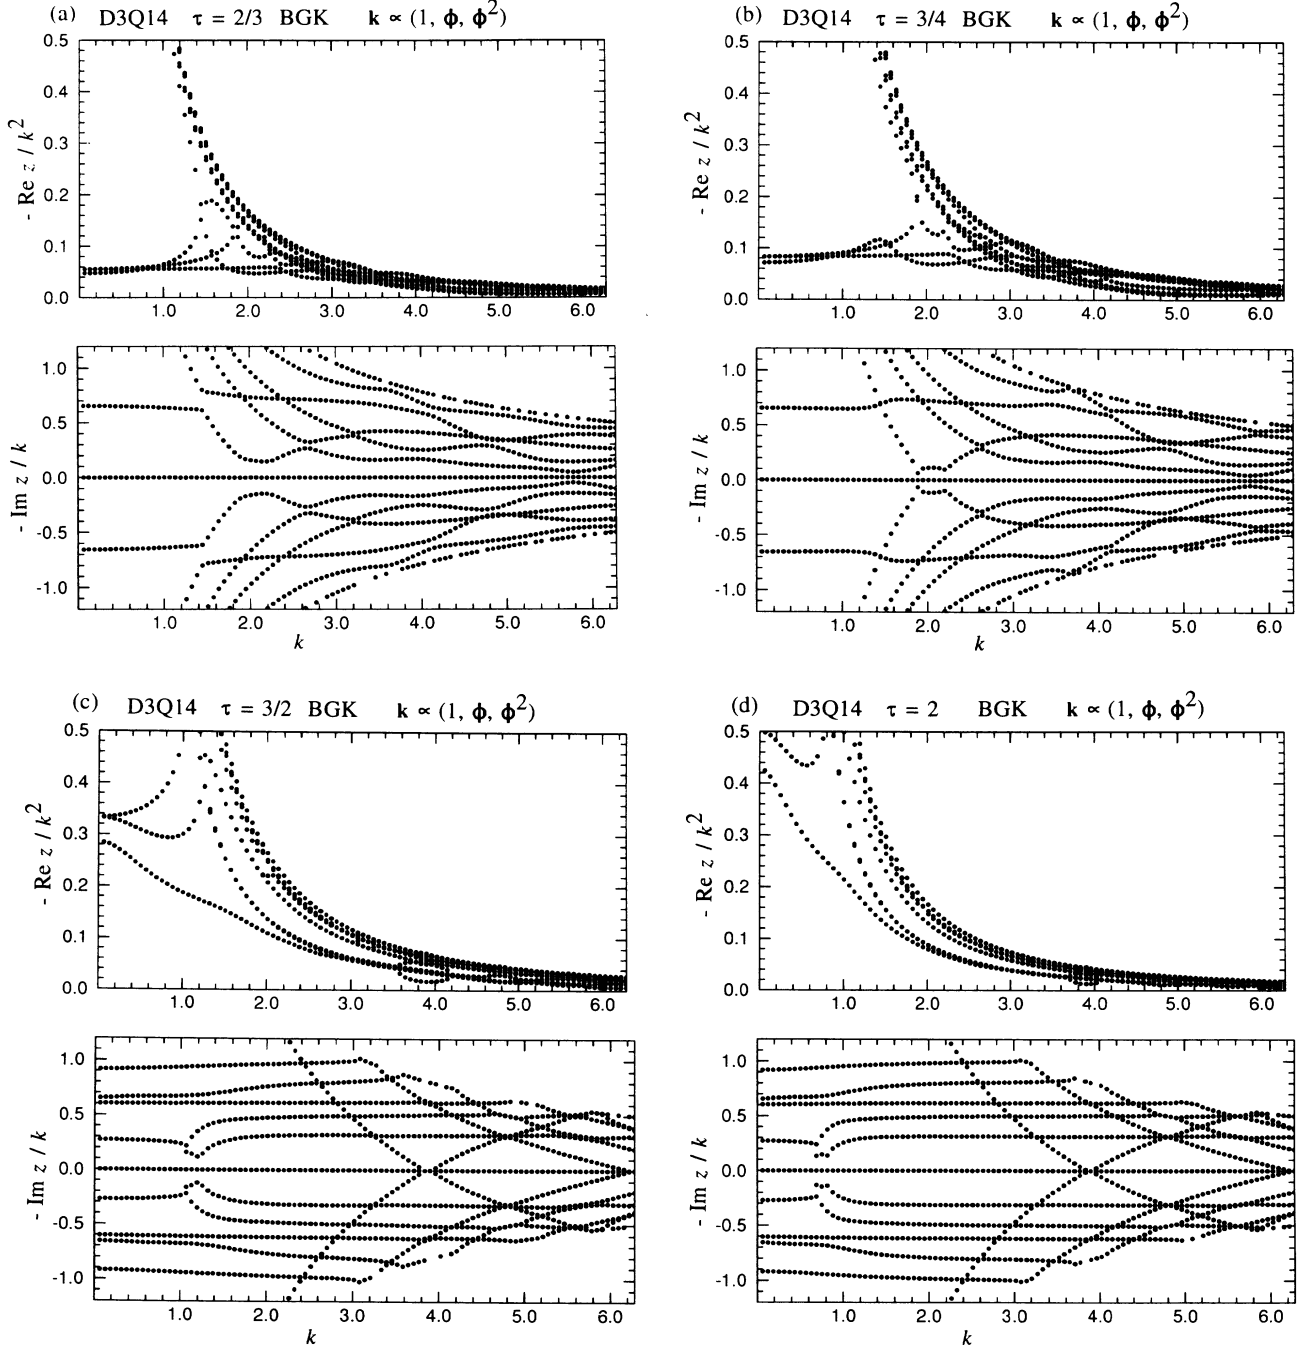 (a) D3Q14 τ = 2/3 BGK k ∝ (1, ϕ, ϕ²)
0.5
0.4
0.3
0.2
0.1
0.0
- Re z / k²
1.0 2.0 3.0 4.0 5.0 6.0
1.0
0.5
0.0
-0.5
-1.0
- Im z / k
1.0 2.0 3.0 4.0 5.0 6.0
k
(b) D3Q14 τ = 3/4 BGK k ∝ (1, ϕ, ϕ²)
0.5
0.4
0.3
0.2
0.1
0.0
- Re z / k²
1.0 2.0 3.0 4.0 5.0 6.0
1.0
0.5
0.0
-0.5
-1.0
- Im z / k
1.0 2.0 3.0 4.0 5.0 6.0
k
(c) D3Q14 τ = 3/2 BGK k ∝ (1, ϕ, ϕ²)
0.5
0.4
0.3
0.2
0.1
0.0
- Re z / k²
1.0 2.0 3.0 4.0 5.0 6.0
1.0
0.5
0.0
-0.5
-1.0
- Im z / k
1.0 2.0 3.0 4.0 5.0 6.0
k
(d) D3Q14 τ = 2 BGK k ∝ (1, ϕ, ϕ²)
0.5
0.4
0.3
0.2
0.1
0.0
- Re z / k²
1.0 2.0 3.0 4.0 5.0 6.0
1.0
0.5
0.0
-0.5
-1.0
- Im z / k
1.0 2.0 3.0 4.0 5.0 6.0
k